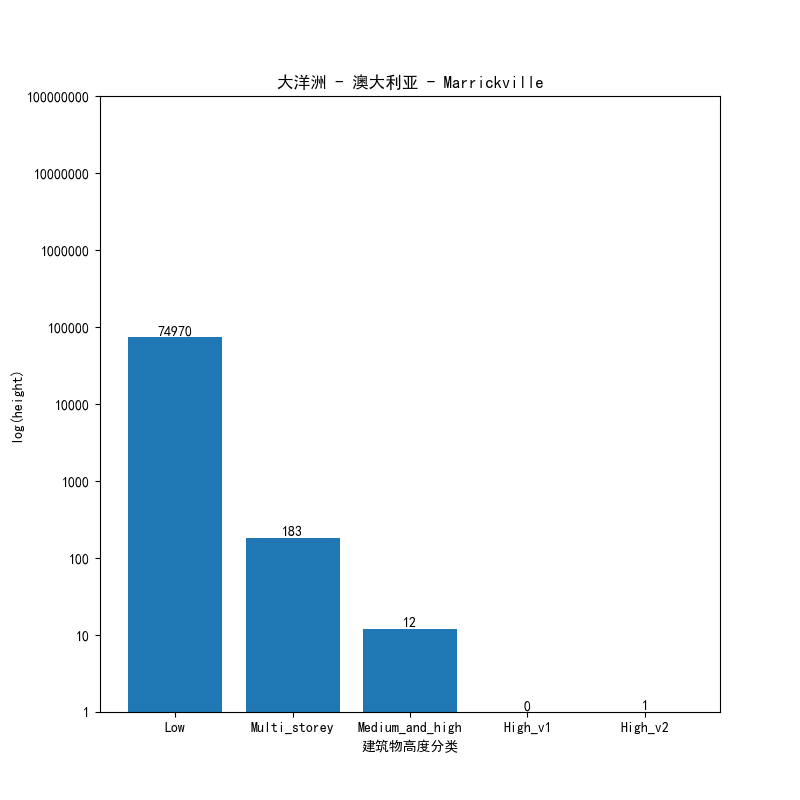 大洋洲 - 澳大利亚 - Marrickville
100000000
10000000
1000000
100000
10000
1000
100
10
1
log(height)
74970
183
12
0
1
Low
Multi_storey
Medium_and_high
High_v1
High_v2
建筑物高度分类